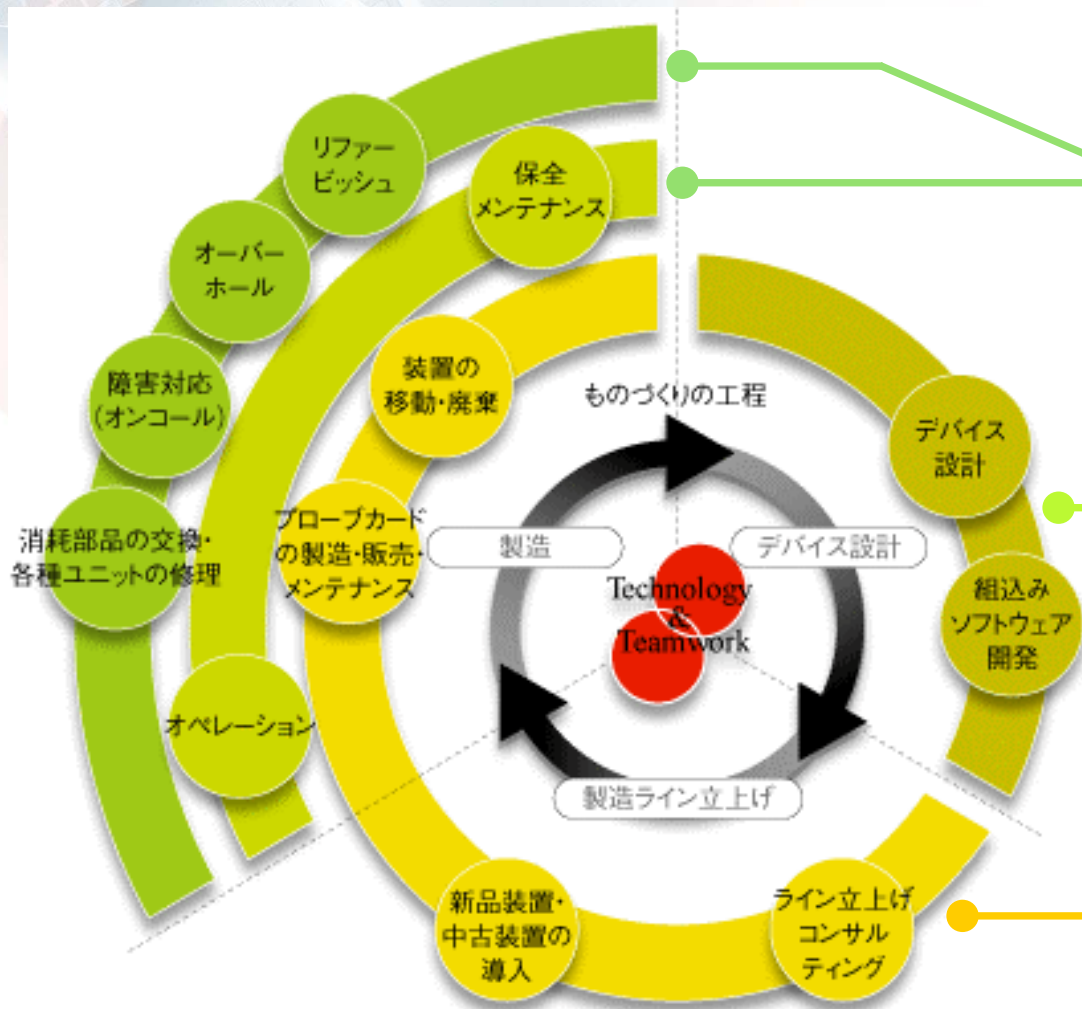 リファー
ビッシュ
保全
メンテナンス
オーバー
ホール
障害対応
(オンコール)
装置の
移動・廃棄
ものづくりの工程
デバイス
設計
消耗部品の交換・
各種ユニットの修理
プローブカード
の製造・販売・
メンテナンス
製造
デバイス設計
Technology
&
Teamwork
組込み
ソフトウェア
開発
オペレーション
製造ライン立上げ
新品装置・
中古装置の
導入
ライン立上げ
コンサル
ティング